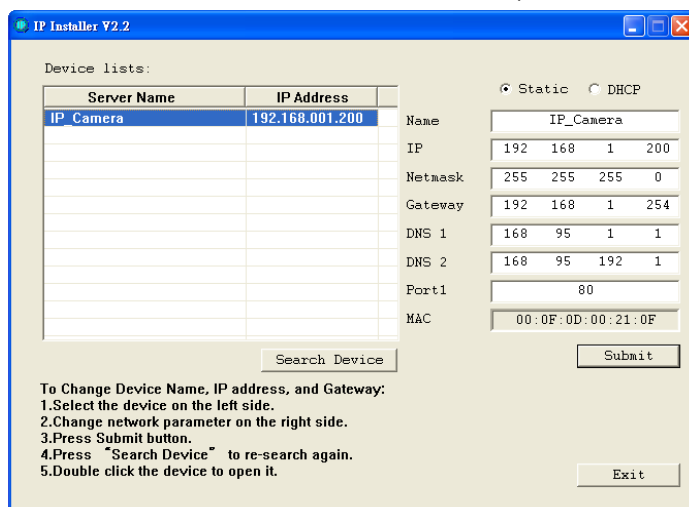 IP Installer V2.2
Device lists:
Server Name IP Address
IP_Camera 192.168.001.200
Search Device
Static DHCP
Name IP_Camera
IP 192 168 1 200
Netmask 255 255 255 0
Gateway 192 168 1 254
DNS 1 168 95 1 1
DNS 2 168 95 192 1
Port1 80
MAC 00:0F:0D:00:21:0F
Submit
To Change Device Name, IP address, and Gateway:
1.Select the device on the left side.
2.Change network parameter on the right side.
3.Press Submit button.
4.Press “Search Device” to re-search again.
5.Double click the device to open it.
Exit